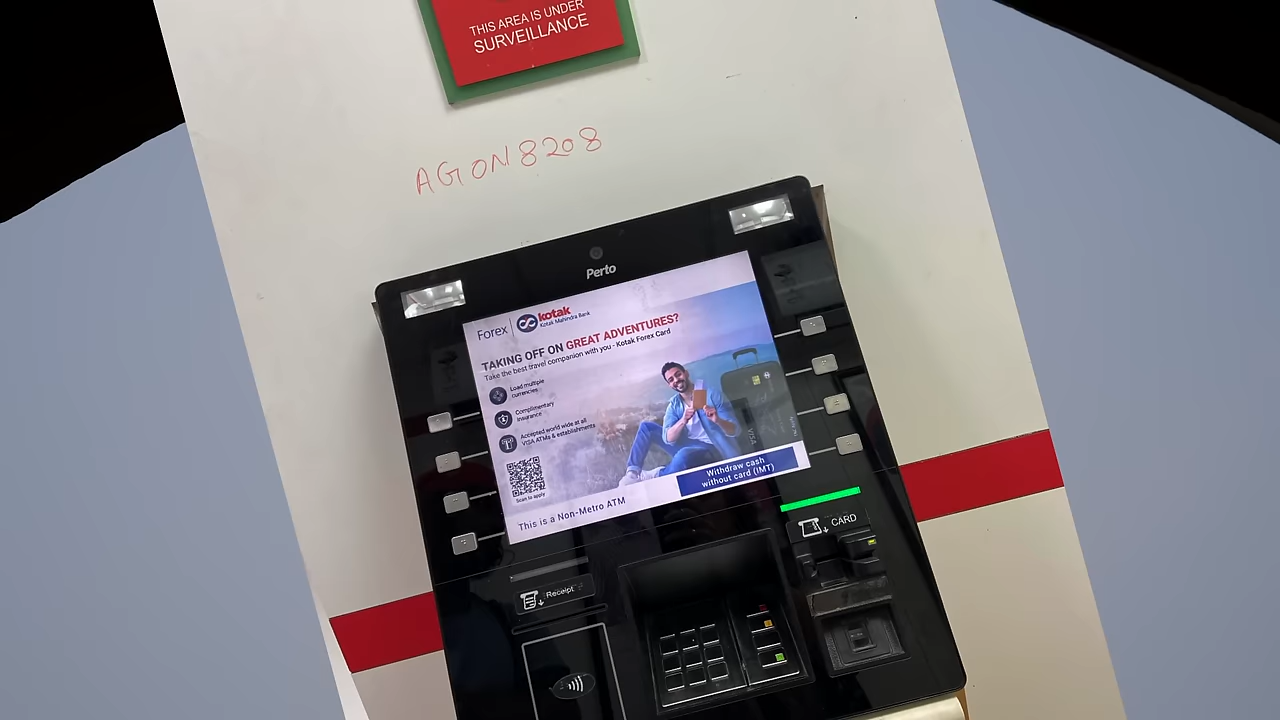 THIS AREA IS UNDER
SURVEILLANCE
AGON8208
Perto
Forex
kotak
Kotak Mahindra Bank
TAKING OFF ON GREAT ADVENTURES?
Take the best travel companion with you - Kotak Forex Card
Load multiple
currencies
Complimentary
Insurance
Accepted world wide at all
VISA ATMs & establishments
Scan to apply
VISA
Withdraw cash
without card (IMT)
This is a Non-Metro ATM
CARD
Receipt